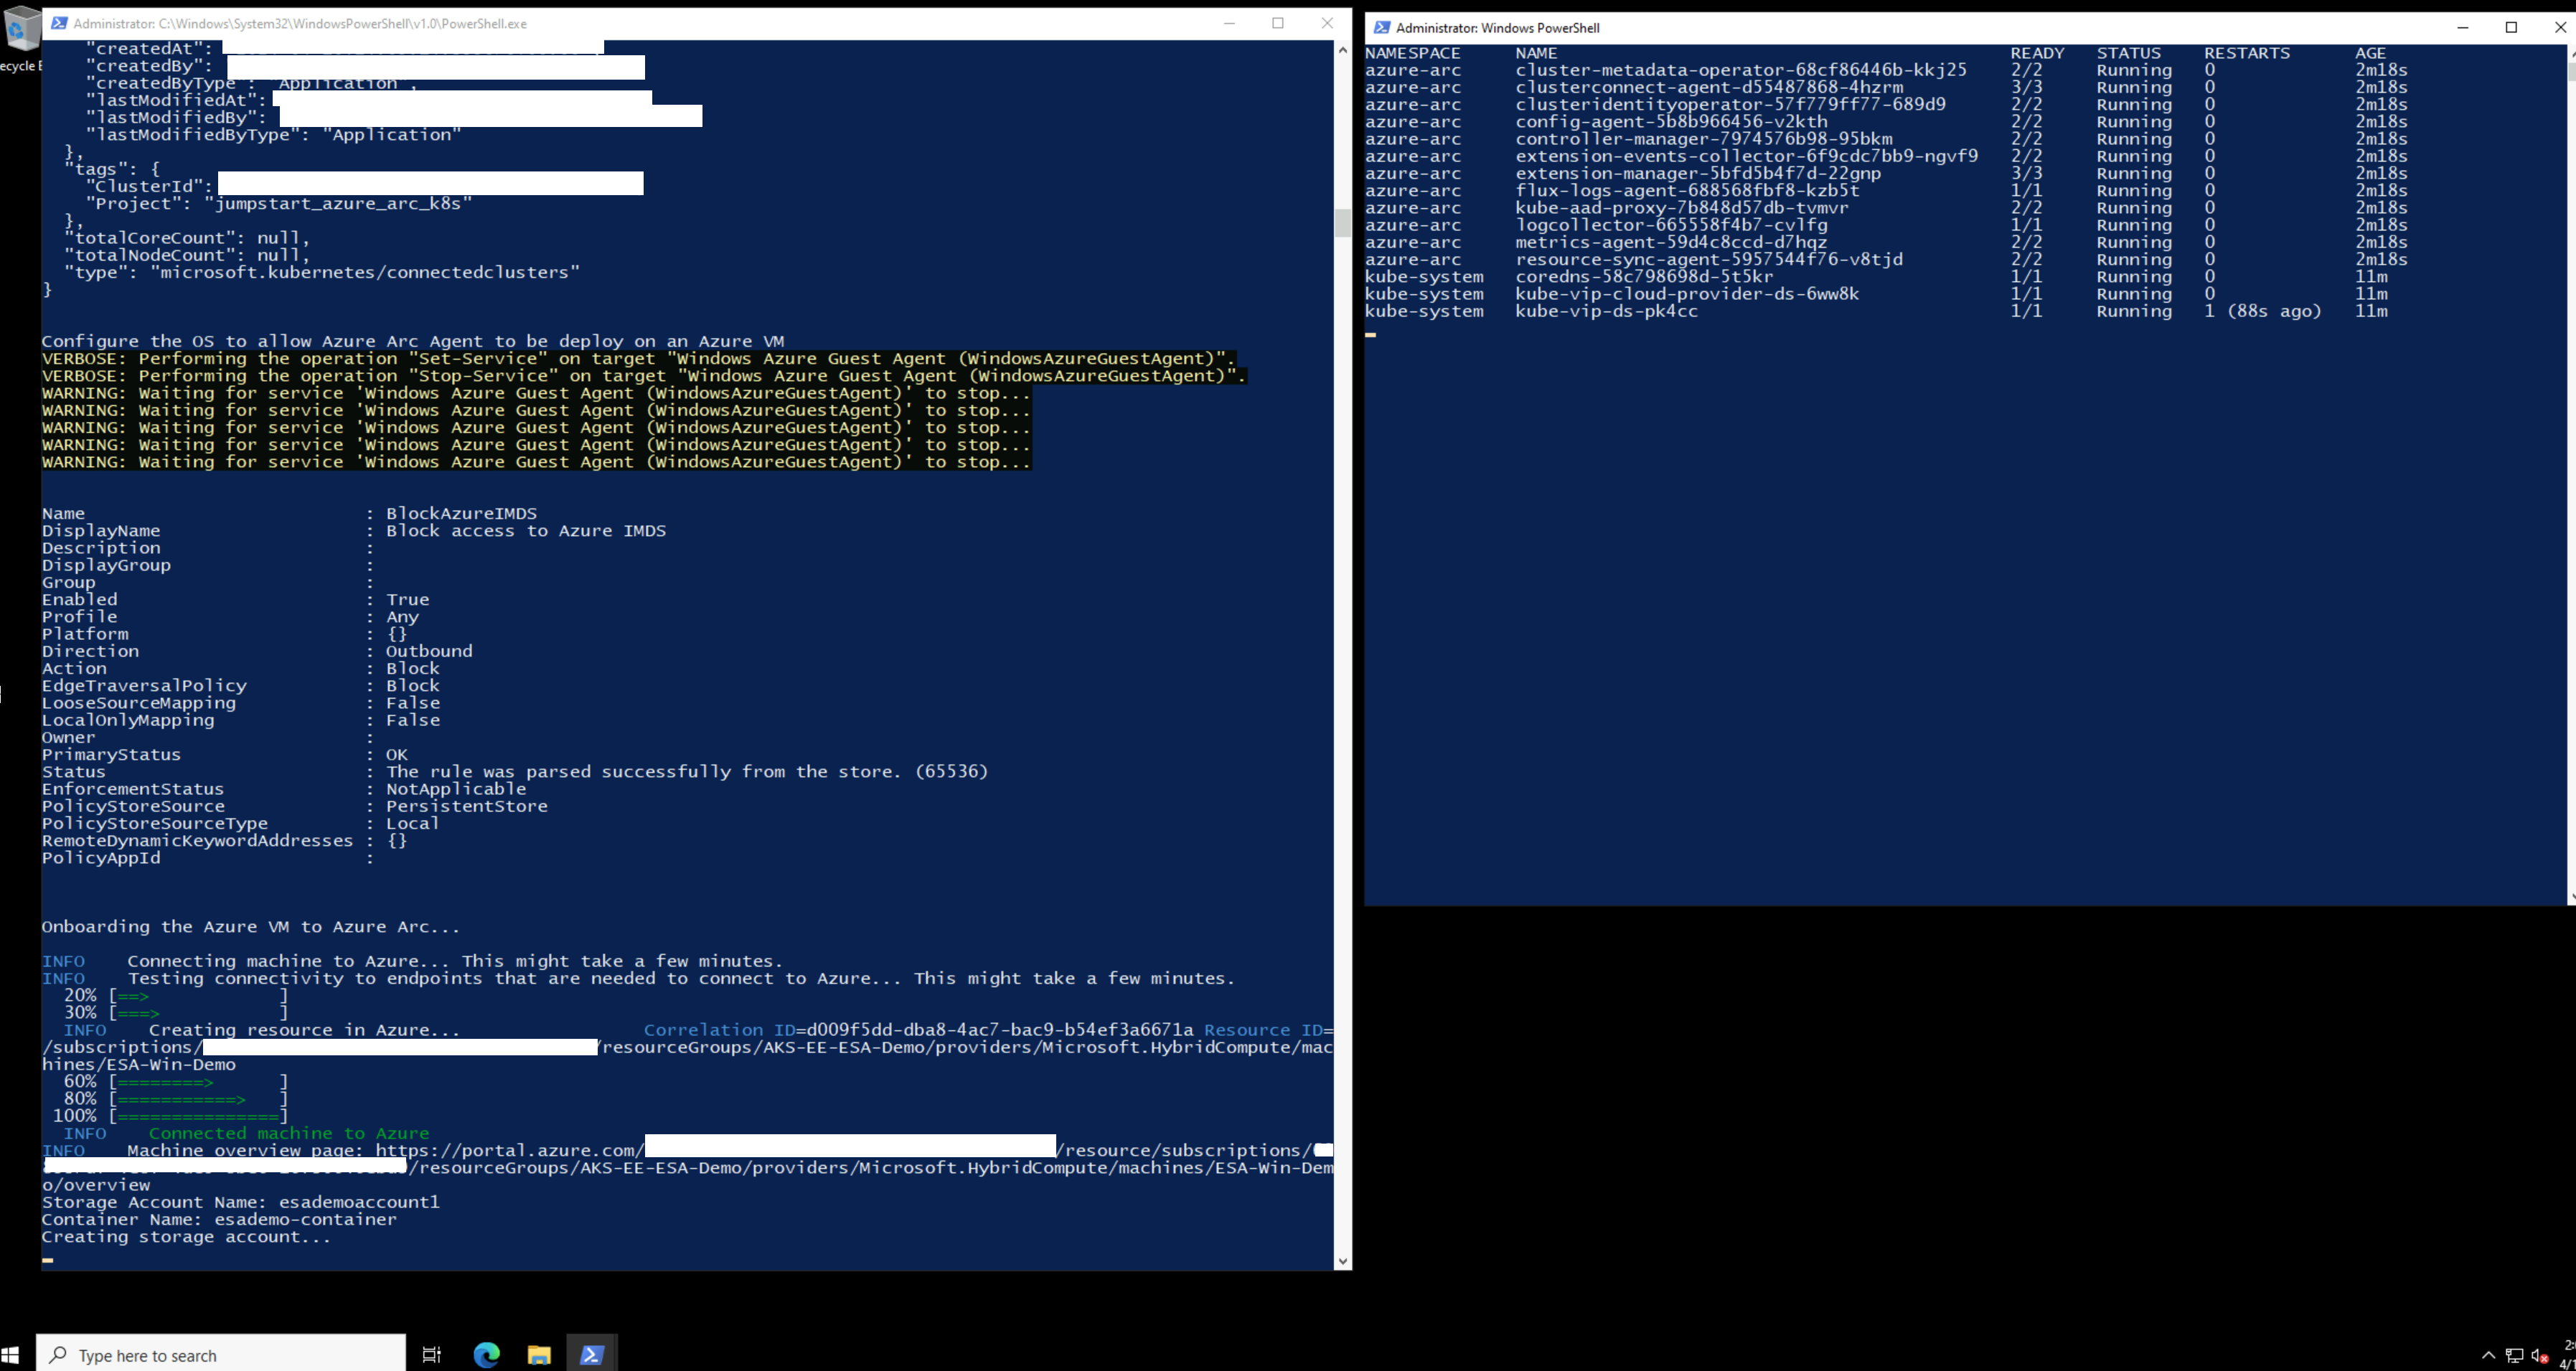 Administrator: C:\Windows\System32\WindowsPowerShell\v1.0\PowerShell.exe
"createdAt":
"createdBy":
"createdByType": "Application",
"lastModifiedAt":
"lastModifiedBy":
"lastModifiedByType": "Application"
},
"tags": {
"ClusterId":
"Project": "jumpstart_azure_arc_k8s"
},
"totalCoreCount": null,
"totalNodeCount": null,
"type": "microsoft.kubernetes/connectedclusters"
}
Configure the OS to allow Azure Arc Agent to be deploy on an Azure VM
VERBOSE: Performing the operation "Set-Service" on target "Windows Azure Guest Agent (WindowsAzureGuestAgent)".
VERBOSE: Performing the operation "Stop-Service" on target "Windows Azure Guest Agent (WindowsAzureGuestAgent)".
WARNING: Waiting for service 'Windows Azure Guest Agent (WindowsAzureGuestAgent)' to stop...
WARNING: Waiting for service 'Windows Azure Guest Agent (WindowsAzureGuestAgent)' to stop...
WARNING: Waiting for service 'Windows Azure Guest Agent (WindowsAzureGuestAgent)' to stop...
WARNING: Waiting for service 'Windows Azure Guest Agent (WindowsAzureGuestAgent)' to stop...
WARNING: Waiting for service 'Windows Azure Guest Agent (WindowsAzureGuestAgent)' to stop...
Name : BlockAzureIMDS
DisplayName : Block access to Azure IMDS
Description :
DisplayGroup :
Group :
Enabled : True
Profile : Any
Platform : {}
Direction : Outbound
Action : Block
EdgeTraversalPolicy : Block
LooseSourceMapping : False
LocalOnlyMapping : False
Owner :
PrimaryStatus : OK
Status : The rule was parsed successfully from the store. (65536)
EnforcementStatus : NotApplicable
PolicyStoreSource : PersistentStore
PolicyStoreSourceType : Local
RemoteDynamicKeywordAddresses : {}
PolicyAppId :
Onboarding the Azure VM to Azure Arc...
INFO Connecting machine to Azure... This might take a few minutes.
INFO Testing connectivity to endpoints that are needed to connect to Azure... This might take a few minutes.
20% [==> ]
30% [===> ]
INFO Creating resource in Azure... Correlation ID=d009f5dd-dba8-4ac7-bac9-b54ef3a6671a Resource ID=
/subscriptions/ /resourceGroups/AKS-EE-ESA-Demo/providers/Microsoft.HybridCompute/mac
hines/ESA-Win-Demo
60% [========> ]
80% [===========> ]
100% [===============]
INFO Connected machine to Azure
INFO Machine overview page: https://portal.azure.com/ /resource/subscriptions/
/resourceGroups/AKS-EE-ESA-Demo/providers/Microsoft.HybridCompute/machines/ESA-Win-Dem
o/overview
Storage Account Name: esademoaccount1
Container Name: esademo-container
Creating storage account...
Administrator: Windows PowerShell
NAMESPACE NAME READY STATUS RESTARTS AGE
azure-arc cluster-metadata-operator-68cf86446b-kkj25 2/2 Running 0 2m18s
azure-arc clusterconnect-agent-d55487868-4hzrm 3/3 Running 0 2m18s
azure-arc clusteridentityoperator-57f779ff77-689d9 2/2 Running 0 2m18s
azure-arc config-agent-5b8b966456-v2kth 2/2 Running 0 2m18s
azure-arc controller-manager-7974576b98-95bkm 2/2 Running 0 2m18s
azure-arc extension-events-collector-6f9cdc7bb9-ngvf9 2/2 Running 0 2m18s
azure-arc extension-manager-5bfd5b4f7d-22gnp 3/3 Running 0 2m18s
azure-arc flux-logs-agent-688568fbf8-kzb5t 1/1 Running 0 2m18s
azure-arc kube-aad-proxy-7b848d57db-tvmvr 2/2 Running 0 2m18s
azure-arc logcollector-665558f4b7-cvlfg 1/1 Running 0 2m18s
azure-arc metrics-agent-59d4c8ccd-d7hqz 2/2 Running 0 2m18s
azure-arc resource-sync-agent-5957544f76-v8tjd 2/2 Running 0 2m18s
kube-system coredns-58c798698d-5t5kr 1/1 Running 0 11m
kube-system kube-vip-cloud-provider-ds-6ww8k 1/1 Running 0 11m
kube-system kube-vip-ds-pk4cc 1/1 Running 1 (88s ago) 11m
ecycle
Type here to search